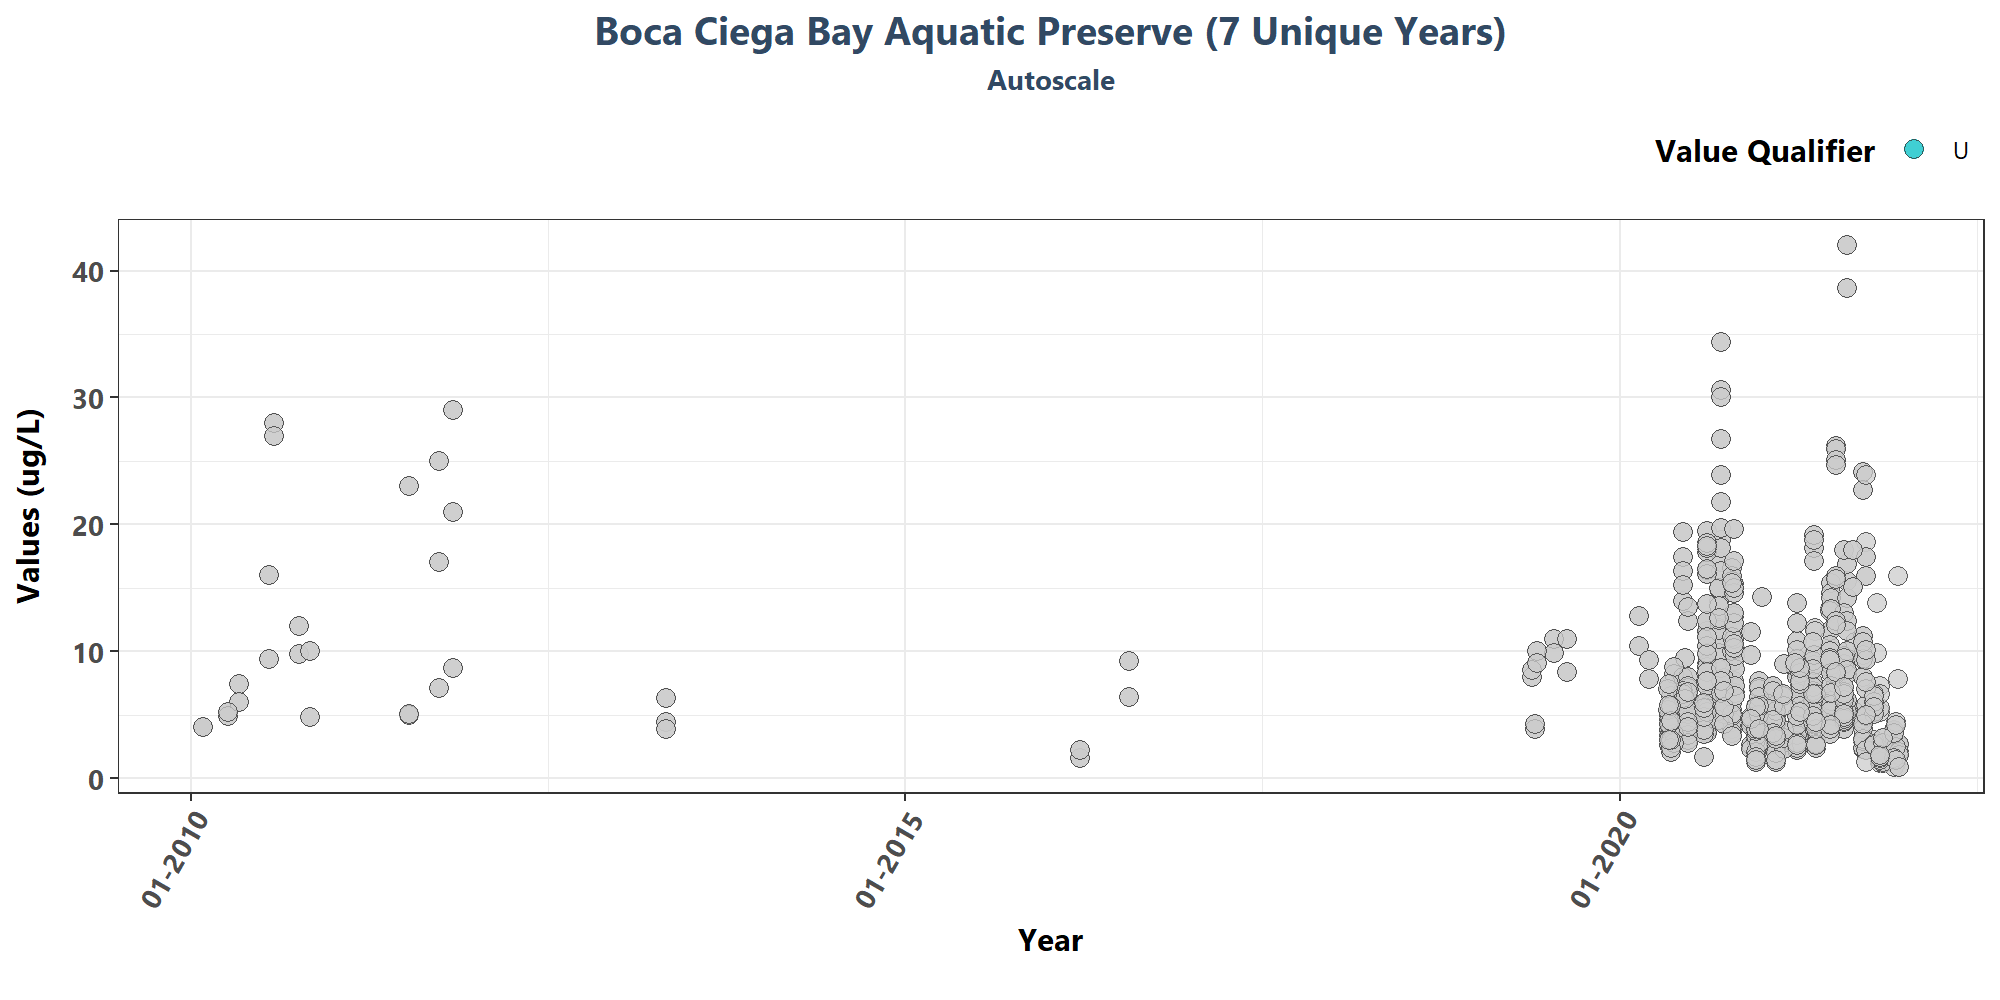 Boca Ciega Bay Aquatic Preserve (7 Unique Years)
Autoscale
Value Qualifier U
Values (ug/L)
40
30
20
10
0
01-2010
01-2015
01-2020
Year